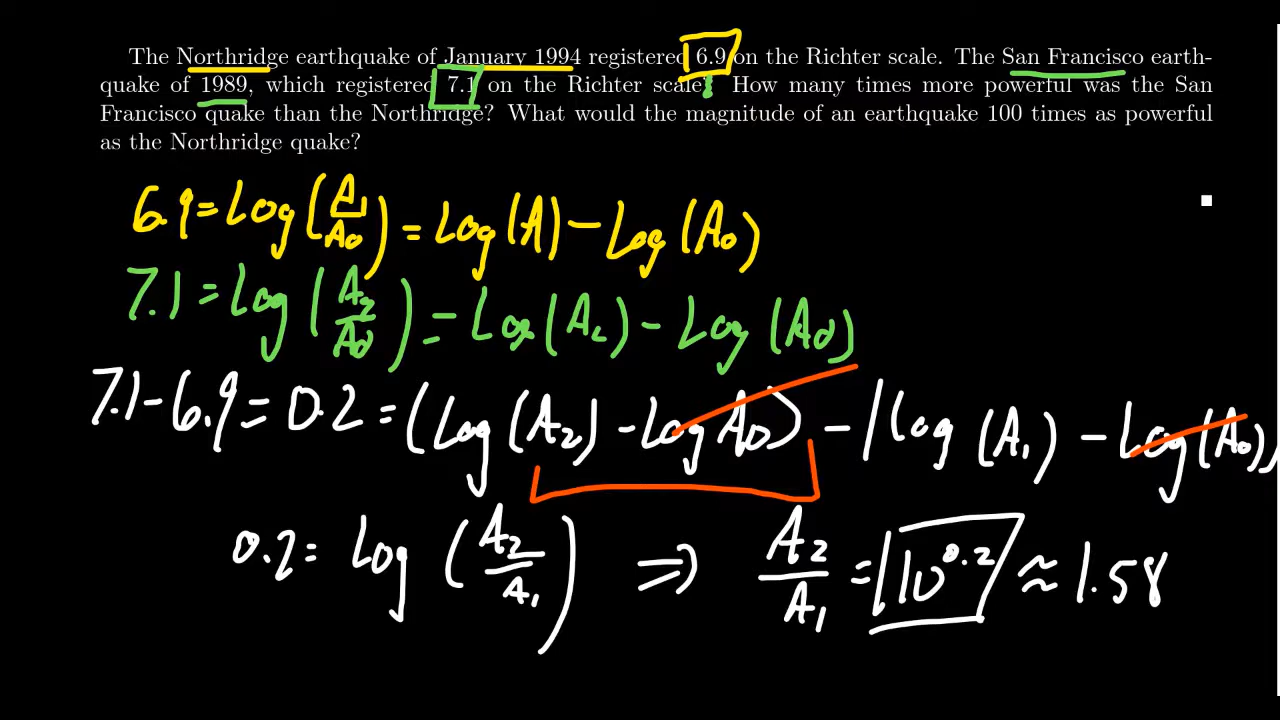 The Northridge earthquake of January 1994 registered 6.9 on the Richter scale. The San Francisco earth-
quake of 1989, which registered 7.1 on the Richter scale. How many times more powerful was the San
Francisco quake than the Northridge? What would the magnitude of an earthquake 100 times as powerful
as the Northridge quake?
6.9 = Log(A₁/A₀) = Log(A) - Log(A₀)
7.1 = Log(A₂/A₀) = Log(A₂) - Log(A₀)
7.1 - 6.9 = 0.2 = (Log(A₂) - Log A₀) - (Log(A₁) - Log(A₀))
0.2 = Log(A₂/A₁) ⇒ A₂/A₁ = 10^0.2 ≈ 1.58